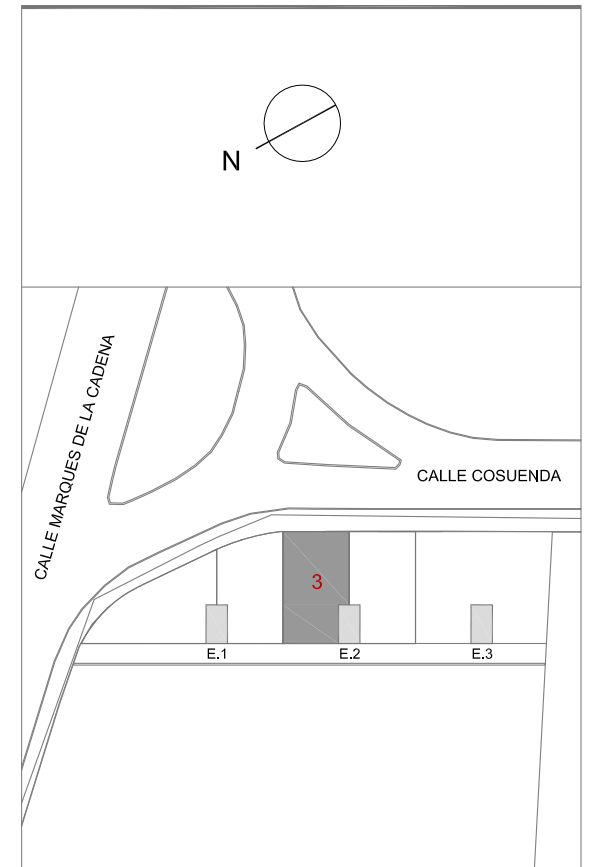 N
CALLE MARQUES DE LA CADENA
CALLE COSUENDA
3
E.1
E.2
E.3